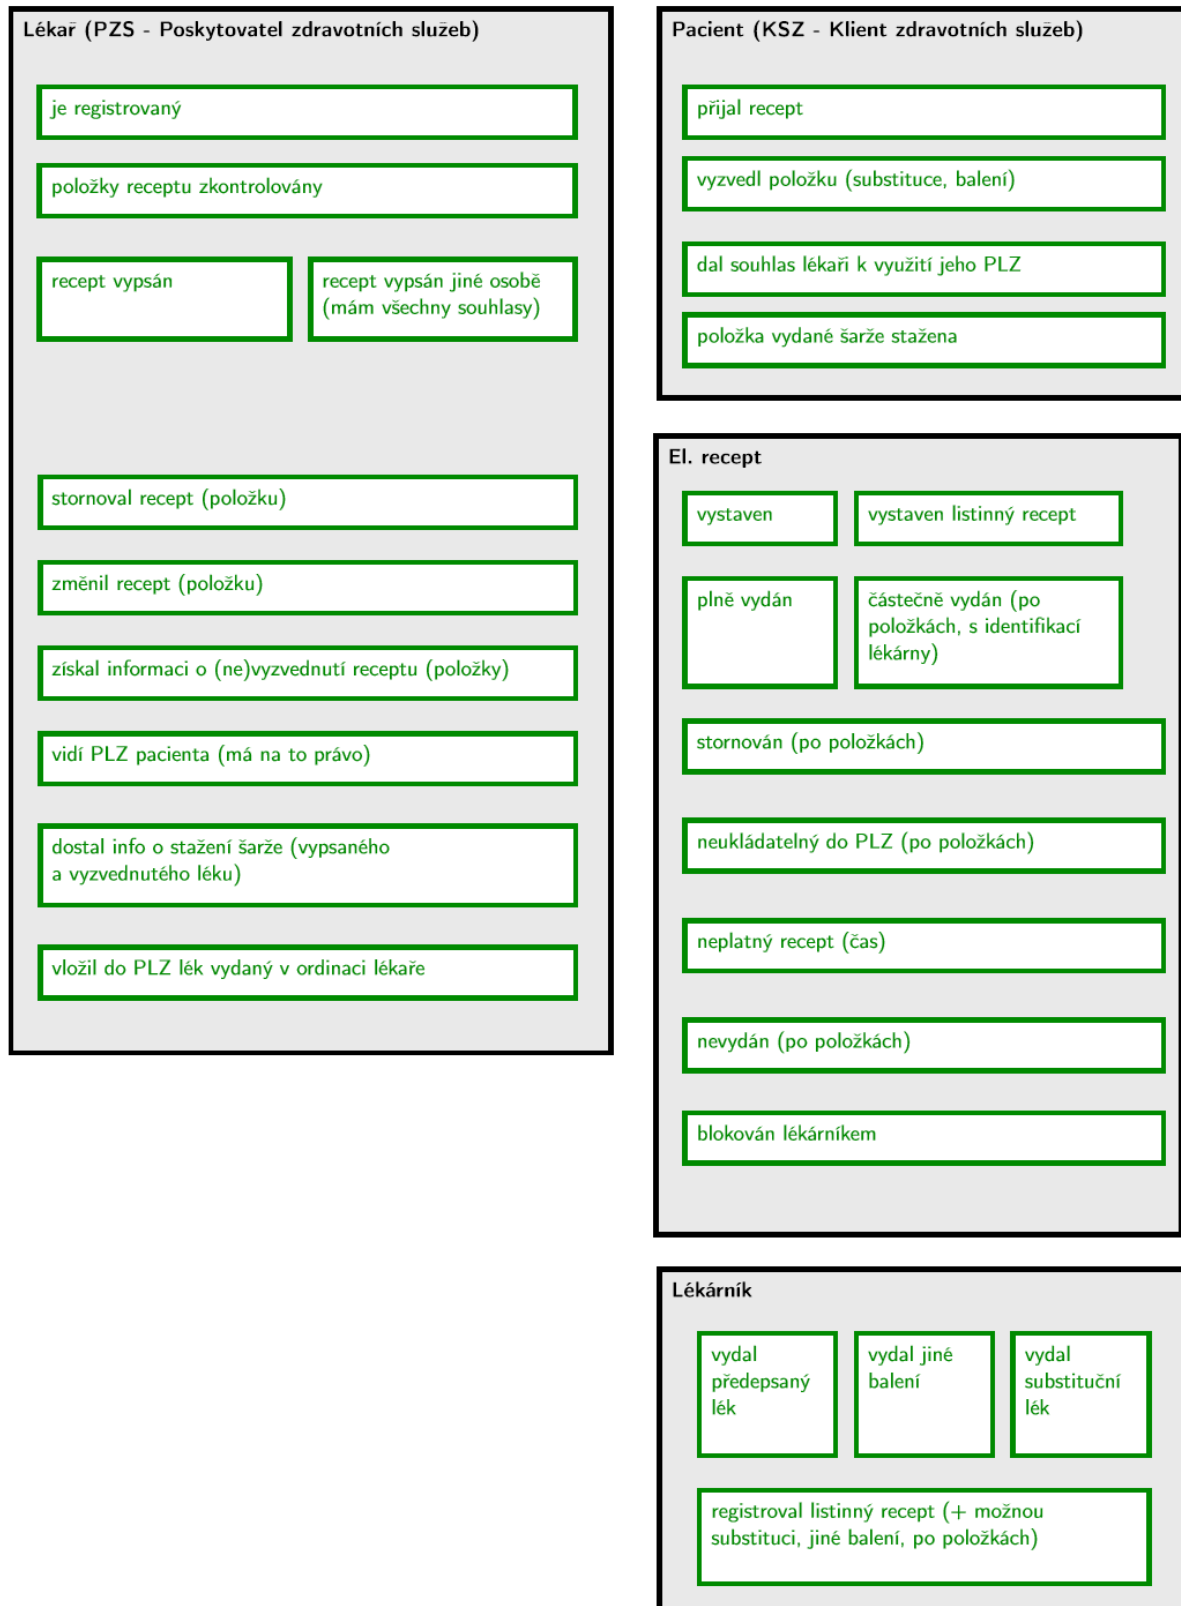 Lékař (PZS - Poskytovatel zdravotních služeb)
je registrovaný
položky receptu zkontrolovány
recept vypsán
recept vypsán jiné osobě
(mám všechny souhlasy)
stornoval recept (položku)
změnil recept (položku)
získal informaci o (ne)vyzvednutí receptu (položky)
vidí PLZ pacienta (má na to právo)
dostal info o stažení šarže (vypsaného
a vyzvednutého léku)
vložil do PLZ lék vydaný v ordinaci lékaře
Pacient (KSZ - Klient zdravotních služeb)
přijal recept
vyzvedl položku (substituce, balení)
dal souhlas lékaři k využití jeho PLZ
položka vydané šarže stažena
El. recept
vystaven
vystaven listinný recept
plně vydán
částečně vydán (po
položkách, s identifikací
lékárny)
stornován (po položkách)
neukládatelný do PLZ (po položkách)
neplatný recept (čas)
nevydán (po položkách)
blokován lékárníkem
Lékárník
vydal
předepsaný
lék
vydal jiné
balení
vydal
substituční
lék
registroval listinný recept (+ možnou
substituci, jiné balení, po položkách)